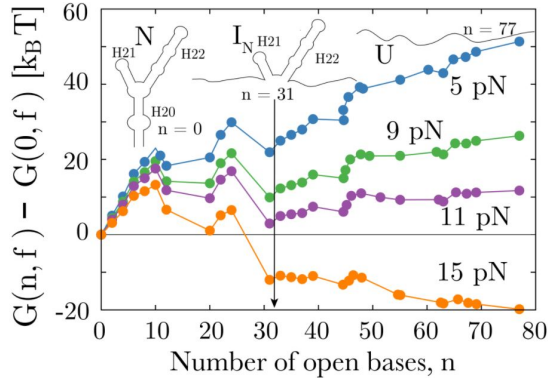 G(n,f) − G(0,f) [k_BT]
60
40
20
0
-20
N
H21
H22
H20
n = 0
I_N
H21
H22
n = 31
n = 77
U
5 pN
9 pN
11 pN
15 pN
0 10 20 30 40 50 60 70 80
Number of open bases, n